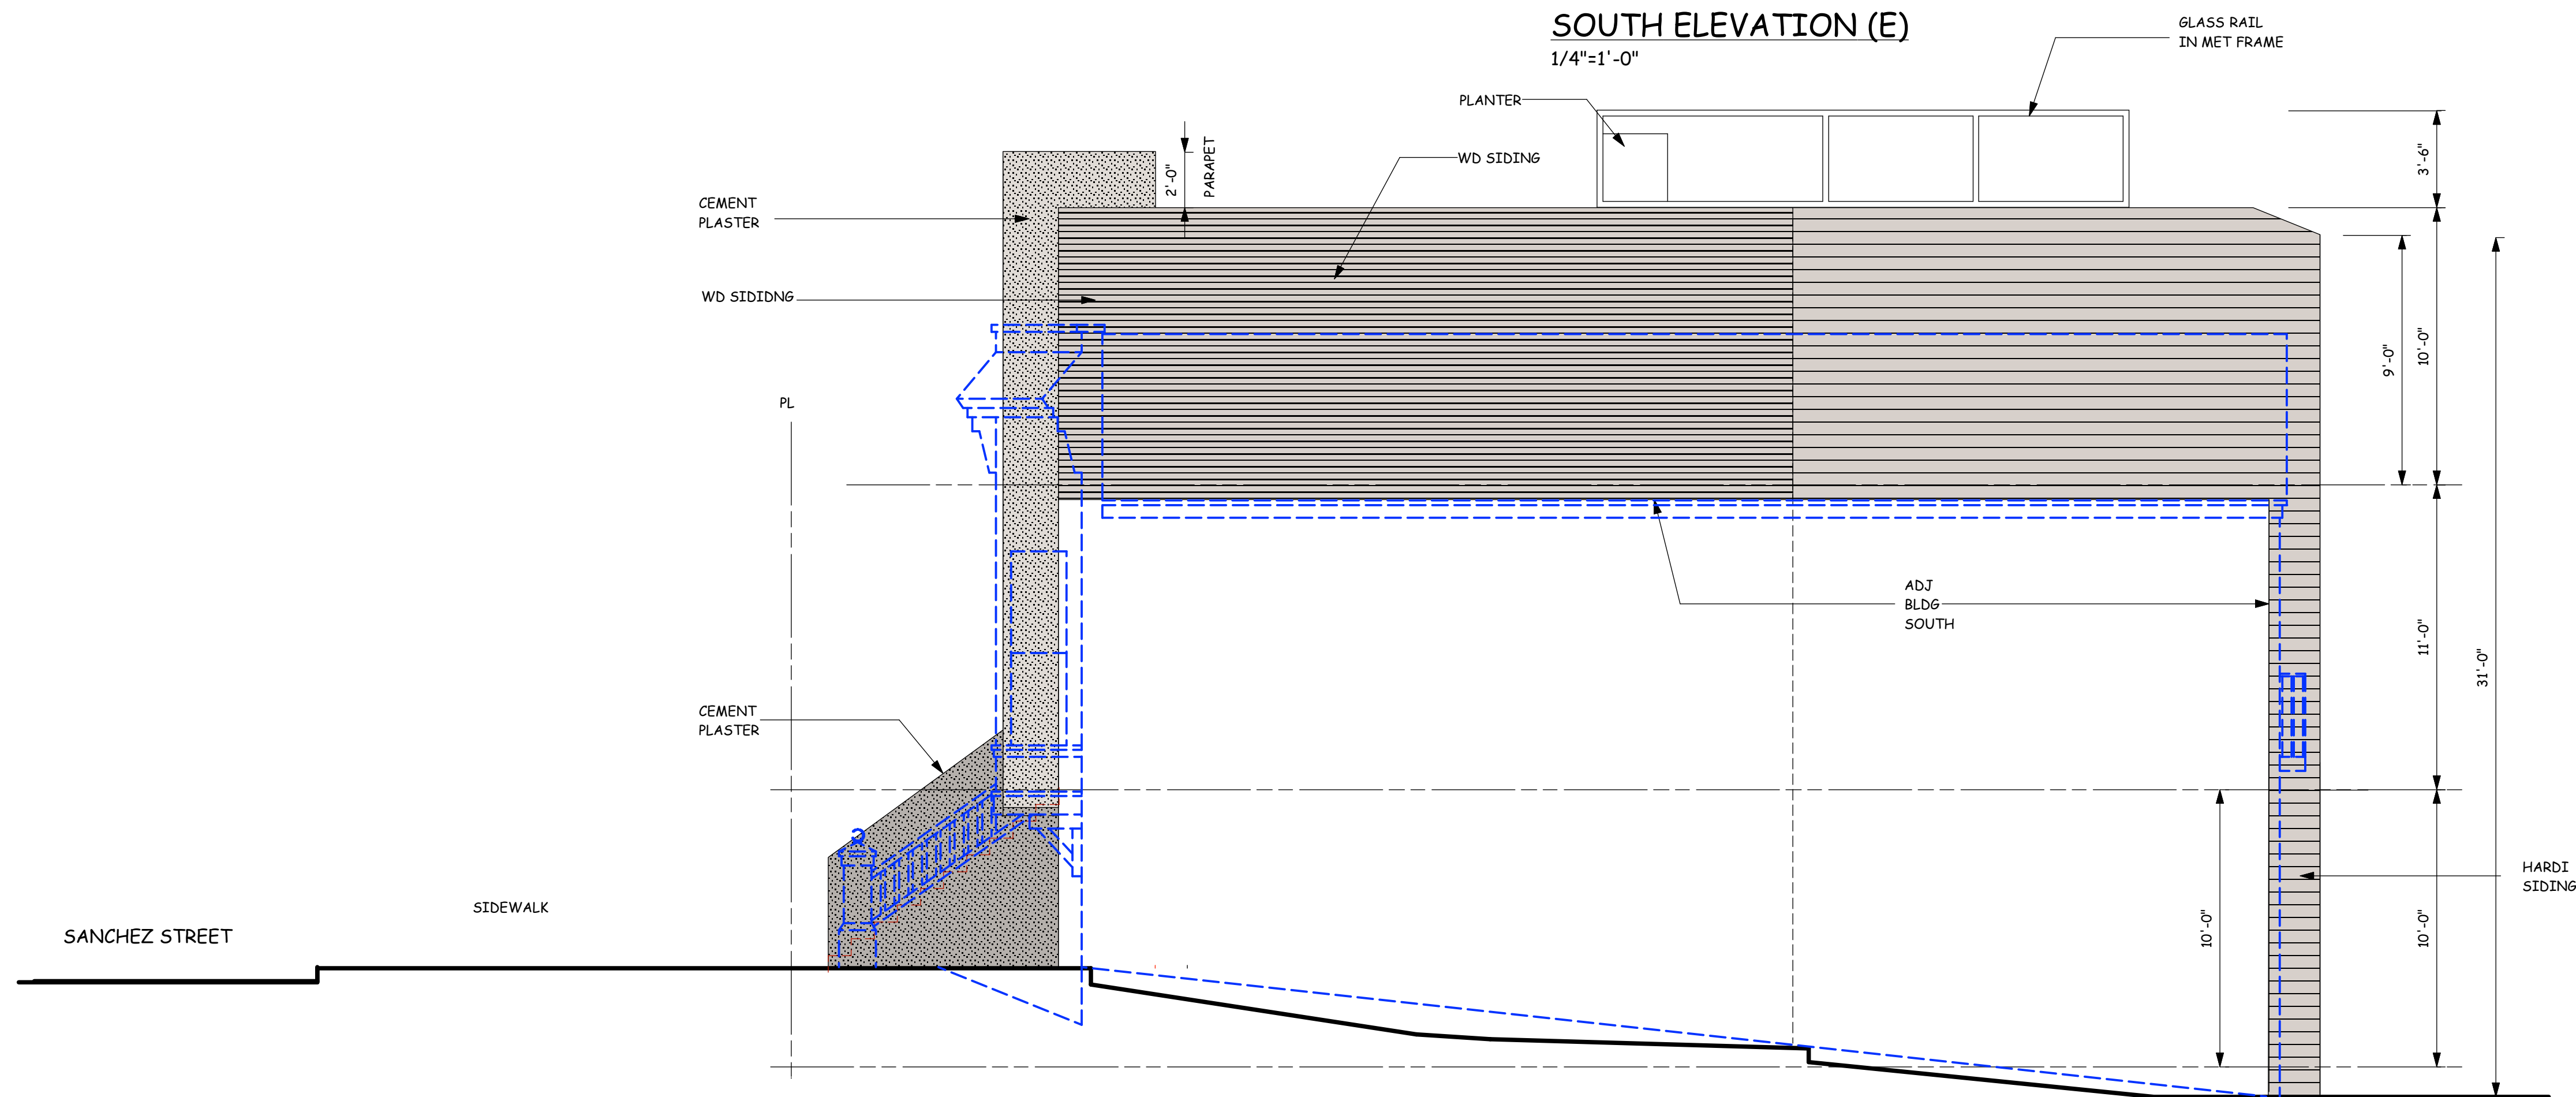 SOUTH ELEVATION (E)
1/4"=1'-0"
GLASS RAIL
IN MET FRAME
PLANTER
WD SIDING
2'-0"
PARAPET
3'-6"
CEMENT
PLASTER
WD SIDIDNG
9'-0"
10'-0"
PL
ADJ
BLDG
SOUTH
11'-0"
31'-0"
CEMENT
PLASTER
HARDI
SIDING
SIDEWALK
10'-0"
10'-0"
SANCHEZ STREET